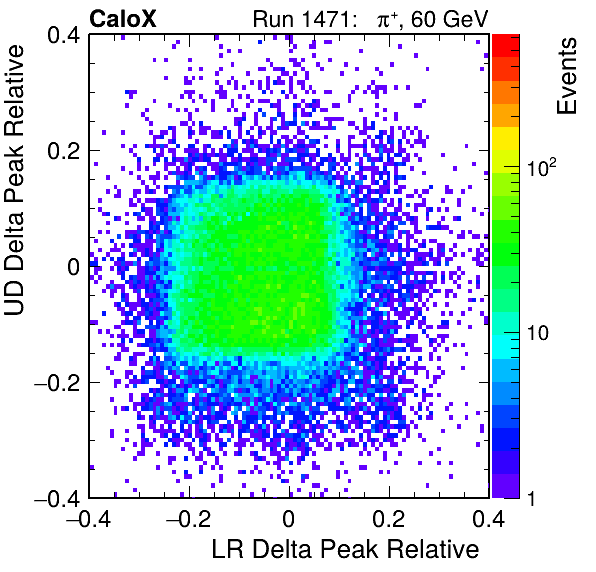 CaloX Run 1471: π⁺, 60 GeV
0.4
0.2
0
−0.2
−0.4
−0.4 −0.2 0 0.2 0.4
UD Delta Peak Relative
LR Delta Peak Relative
10²
10
1
Events